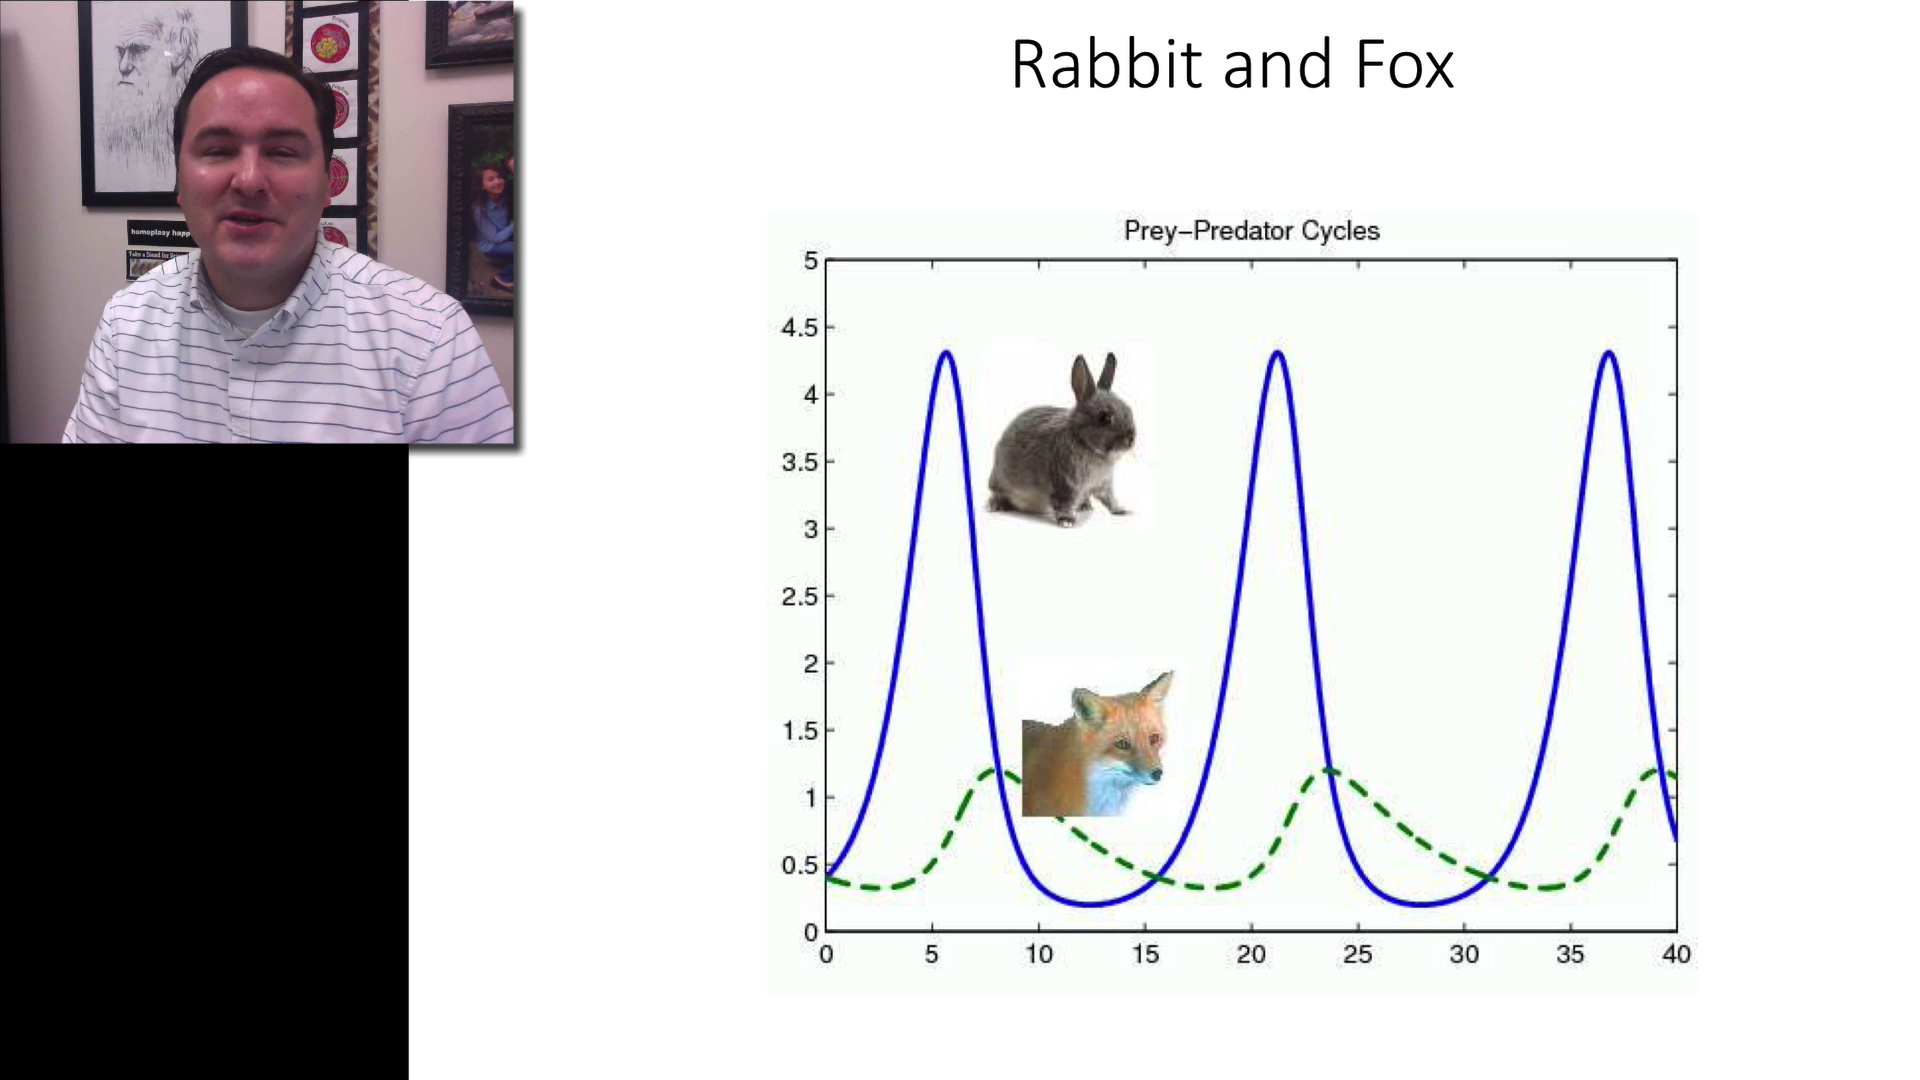 Rabbit and Fox
homoplasy happ
Prey–Predator Cycles
5
4.5
4
3.5
3
2.5
2
1.5
1
0.5
0
0 5 10 15 20 25 30 35 40